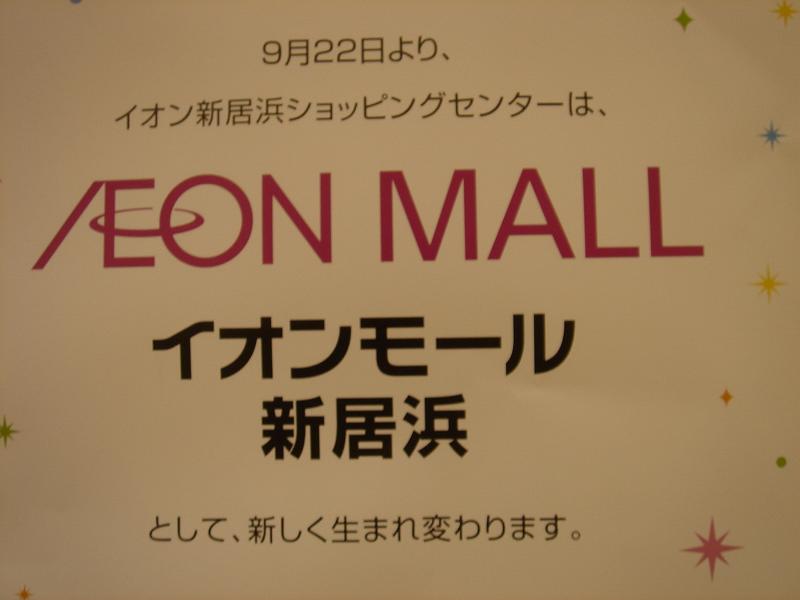 9月22日より、
イオン新居浜ショッピングセンターは、
ÆON MALL
イオンモール
新居浜
として、新しく生まれ変わります。